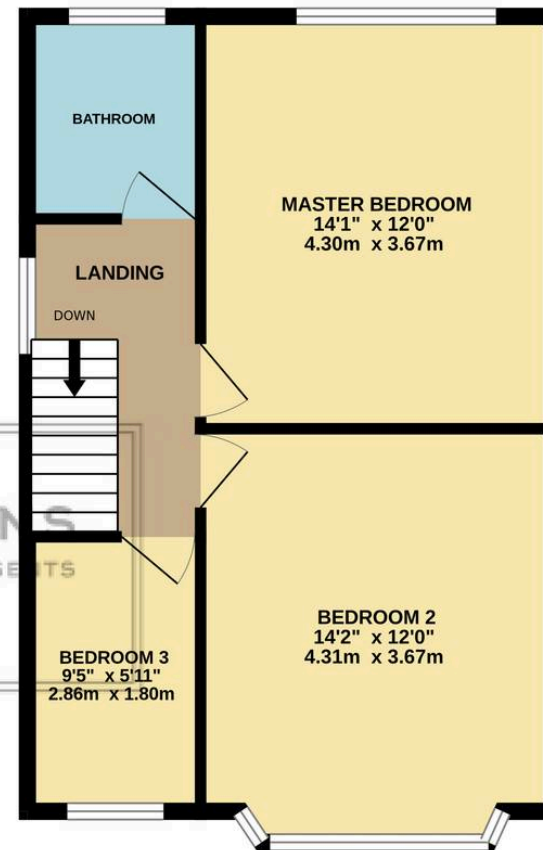 BATHROOM
MASTER BEDROOM
14'1" x 12'0"
4.30m x 3.67m
LANDING
DOWN
BEDROOM 2
14'2" x 12'0"
4.31m x 3.67m
BEDROOM 3
9'5" x 5'11"
2.86m x 1.80m